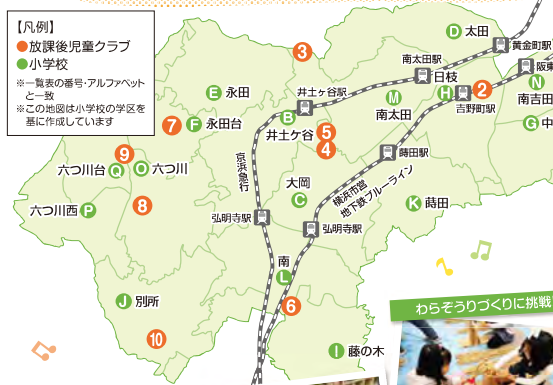 【凡例】
●放課後児童クラブ
●小学校
※一覧表の番号・アルファベット
と一致
※この地図は小学校の学区を
基に作成しています
3
D 太田
黄金町駅
南太田駅
日枝
阪東
E 永田
井土ケ谷駅
M
南太田
H
2
吉野町駅
N
南吉田
7
F 永田台
B
井土ケ谷
5
4
G 中
9
六つ川台
Q
O 六つ川
京浜急行
蒔田駅
大岡
C
横浜市営
地下鉄ブルーライン
K 蒔田
六つ川西 P
8
弘明寺駅
弘明寺駅
南
L
J 別所
6
10
I 藤の木
わらぞうりづくりに挑戦